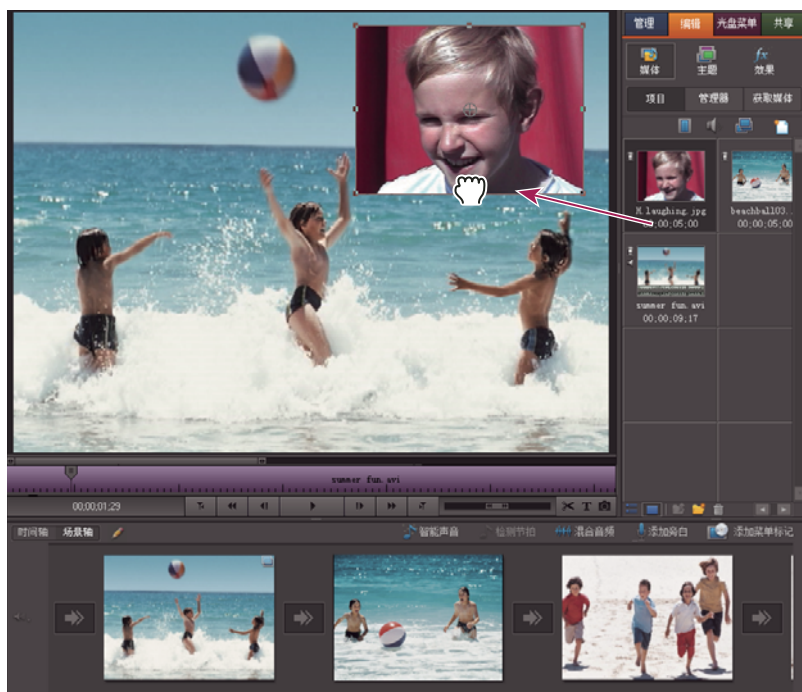 管理 编辑 光盘菜单 共享
媒体 主题 fx 效果
项目 管理器 获取媒体
M.laughing.jpg
00;00;05;00
beachball03..
00;00;05;00
summer fun.avi
00;00;09;17
summer fun.avi
00;00;01;29
时间轴 场景轴 智能声音 检测节拍 混合音频 添加旁白 添加菜单标记